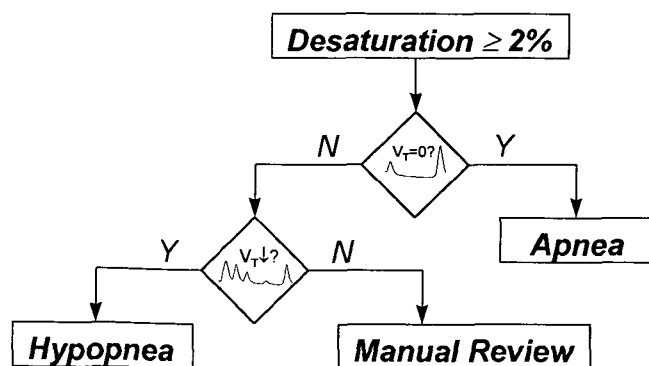 Desaturation ≥ 2%
V_T=0?
N
Y
Apnea
V_T↓?
Y
N
Hypopnea
Manual Review